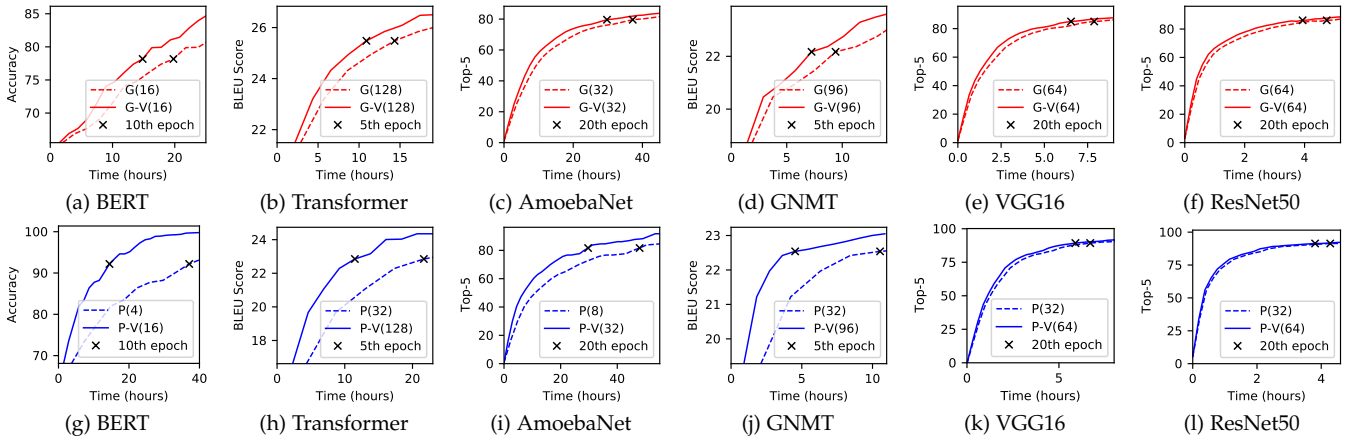 Accuracy
80
75
70
G(16)
G-V(16)
10th epoch
0
10
20
Time (hours)
(a) BERT
BLEU Score
26
24
22
G(128)
G-V(128)
5th epoch
0
5
10
15
Time (hours)
(b) Transformer
Top-5
80
60
40
20
0
G(32)
G-V(32)
20th epoch
0
20
40
Time (hours)
(c) AmoebaNet
BLEU Score
22
20
G(96)
G-V(96)
5th epoch
0
5
10
Time (hours)
(d) GNMT
Top-5
80
60
40
20
0
G(64)
G-V(64)
20th epoch
0.0
2.5
5.0
7.5
Time (hours)
(e) VGG16
Top-5
80
60
40
20
0
G(64)
G-V(64)
20th epoch
0
2
4
Time (hours)
(f) ResNet50
Accuracy
100
90
80
70
P(4)
P-V(16)
10th epoch
0
20
40
Time (hours)
(g) BERT
BLEU Score
24
22
20
18
P(32)
P-V(128)
5th epoch
0
10
20
Time (hours)
(h) Transformer
Top-5
80
60
40
20
0
P(8)
P-V(32)
20th epoch
0
20
40
Time (hours)
(i) AmoebaNet
BLEU Score
23
22
21
20
P(32)
P-V(96)
5th epoch
0
5
10
Time (hours)
(j) GNMT
Top-5
100
75
50
25
0
P(32)
P-V(64)
20th epoch
0
5
Time (hours)
(k) VGG16
Top-5
100
75
50
25
0
P(32)
P-V(64)
20th epoch
0
2
4
Time (hours)
(l) ResNet50